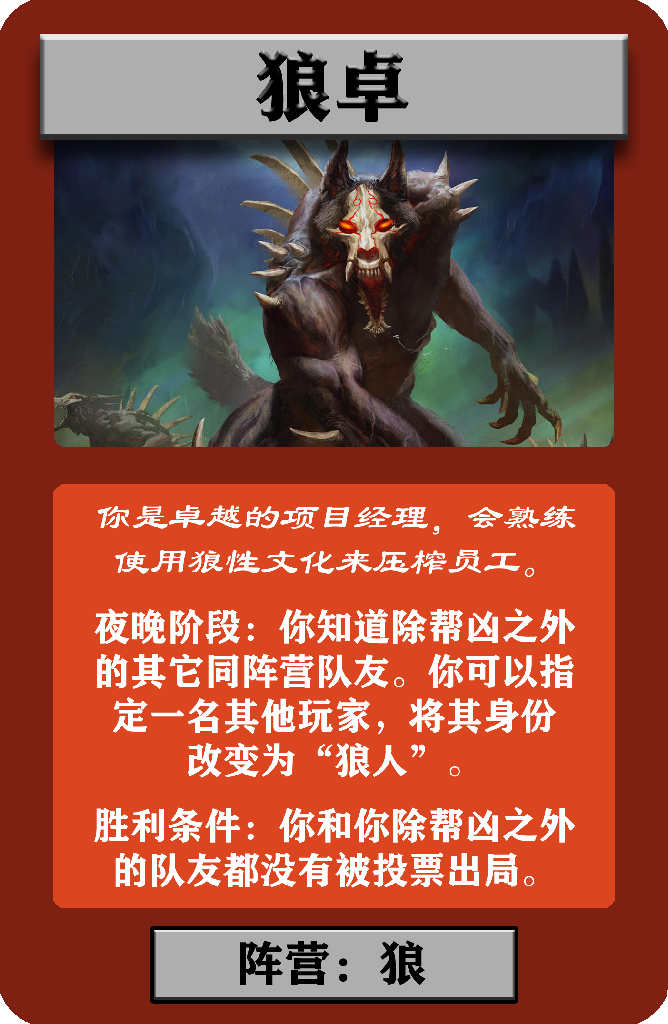 狼卓
你是卓越的项目经理，会熟练
使用狼性文化来压榨员工。
夜晚阶段：你知道除帮凶之外
的其它同阵营队友。你可以指
定一名其他玩家，将其身份
改变为“狼人”。
胜利条件：你和你除帮凶之外
的队友都没有被投票出局。
阵营：狼